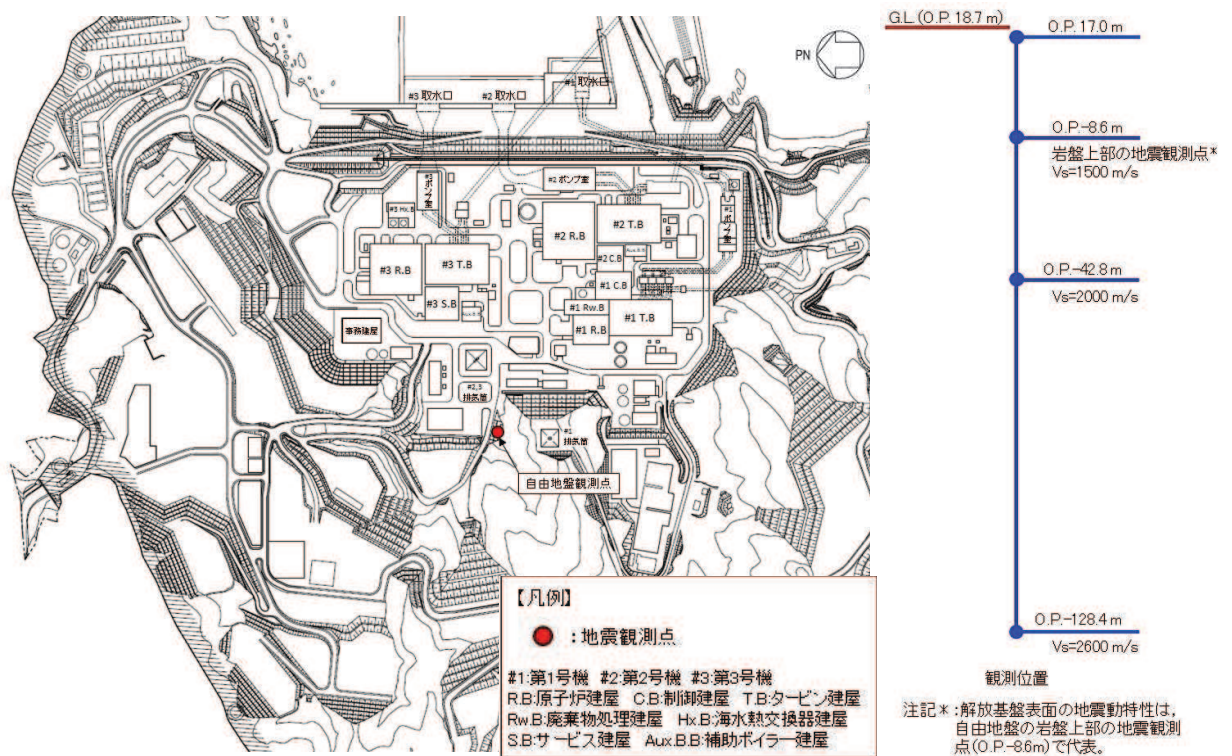 PN
#3 取水口
#2 取水口
#1 取水口
#3 ポンプ室
#2 ポンプ室
#1 ポンプ室
#3 Hx.B
#2 R.B
#2 T.B
#2 C.B
Aux.B.B
#3 R.B
#3 T.B
#1 C.B
#3 S.B
Aux.B.B
#1 Rw.B
#1 R.B
#1 T.B
事務建屋
#2,3
排気筒
#1
排気筒
自由地盤観測点
【凡例】
:地震観測点
#1:第1号機 #2:第2号機 #3:第3号機
R.B:原子炉建屋 C.B:制御建屋 T.B:タービン建屋
Rw.B:廃棄物処理建屋 Hx.B:海水熱交換器建屋
S.B:サービス建屋 Aux.B.B:補助ボイラー建屋
G.L.(O.P. 18.7 m)
O.P. 17.0 m
O.P.-8.6 m
岩盤上部の地震観測点*
Vs=1500 m/s
O.P.-42.8 m
Vs=2000 m/s
O.P.-128.4 m
Vs=2600 m/s
観測位置
注記*:解放基盤表面の地震動特性は,
自由地盤の岩盤上部の地震観測
点(O.P.-8.6m)で代表。